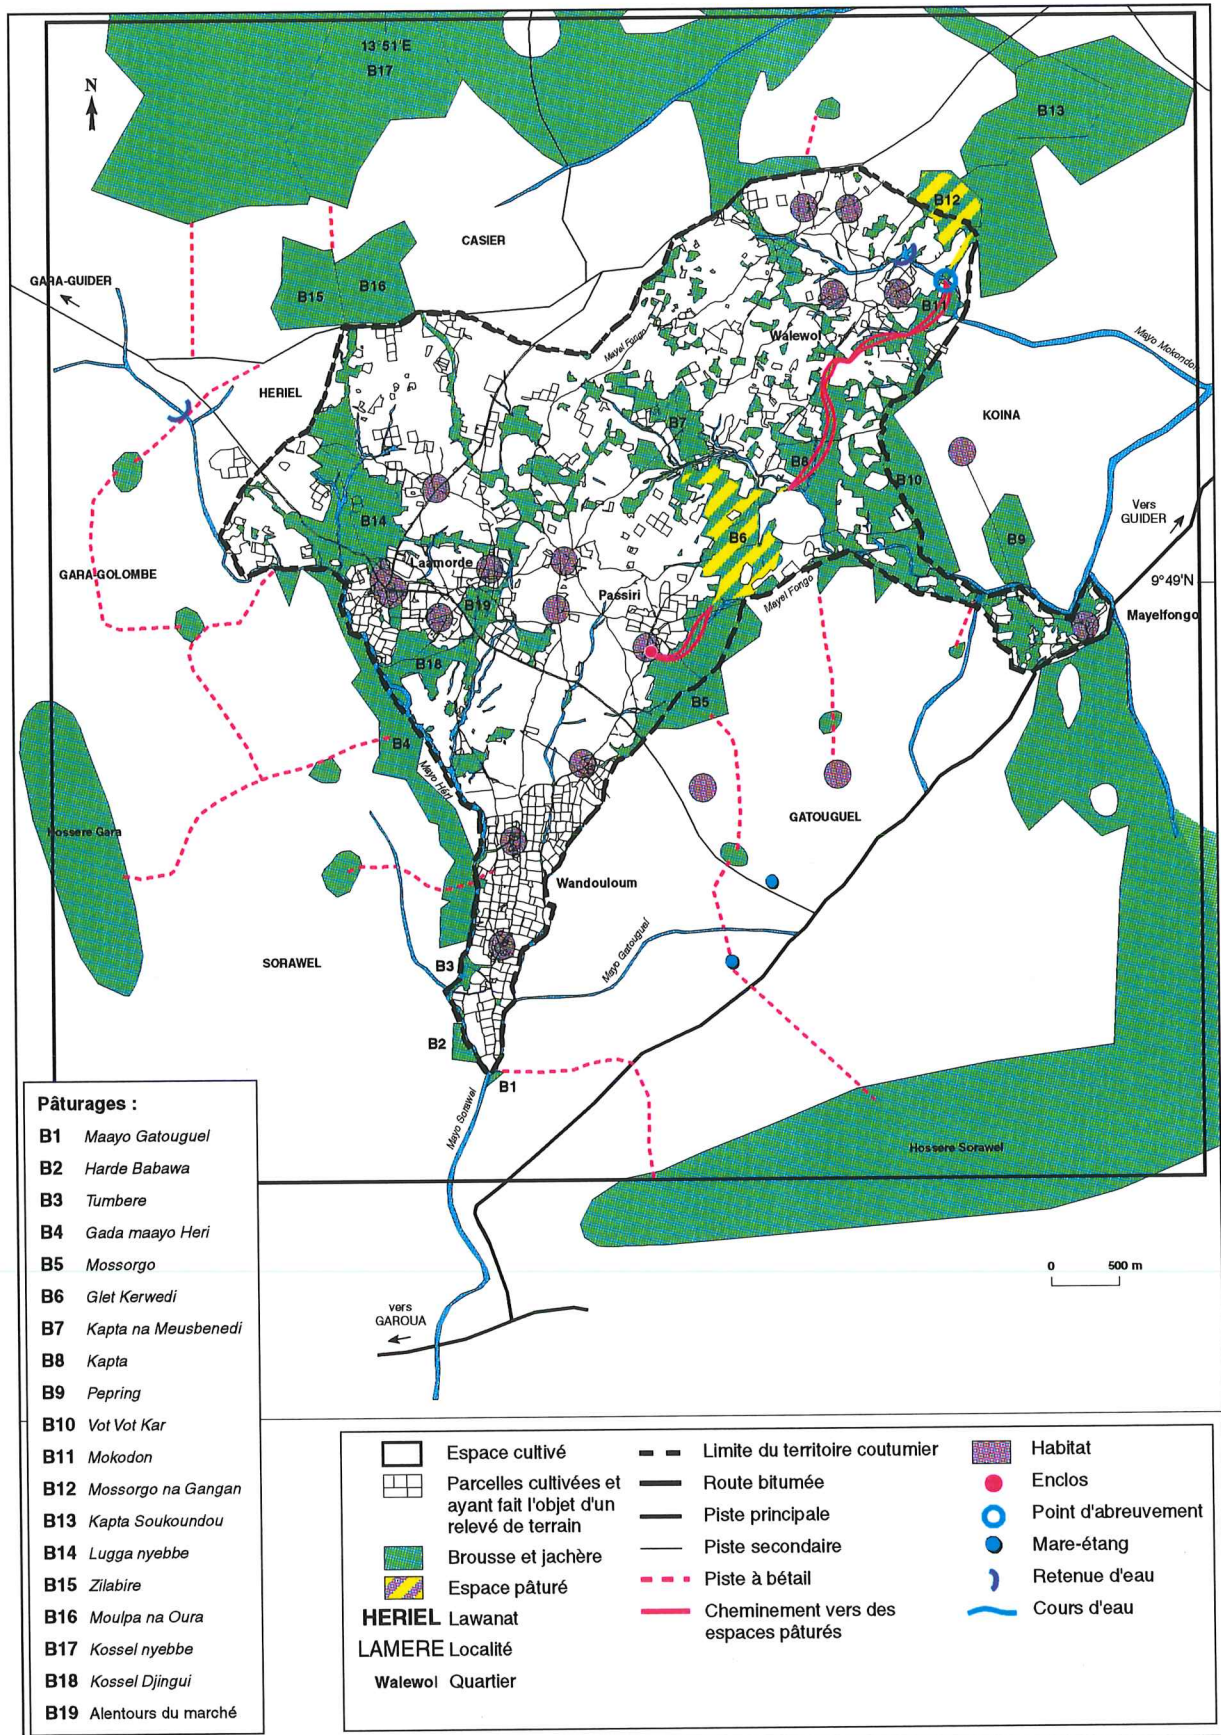 13°51'E
B17
N
B13
B12
CASIER
GARA-GUIDER
B15
B16
B11
Walewol
Mayel Fongo
Mayo Mokondon
HERIEL
KOINA
B7
B8
B10
Vers
GUIDER
B14
B6
B9
Laamorde
GARA-GOLOMBE
Passiri
Mayel Fongo
9°49'N
Mayelfongo
B19
B18
B5
B4
Mayo Héri
GATOUGUEL
Hossere Gara
Wandouloum
Mayo Gatouguel
SORAWEL
B3
B2
B1
Mayo Sorawel
Hossere Sorawel
0 500 m
vers
GAROUA
Pâturages :
B1 Maayo Gatouguel
B2 Harde Babawa
B3 Tumbere
B4 Gada maayo Heri
B5 Mossorgo
B6 Glet Kerwedi
B7 Kapta na Meusbenedi
B8 Kapta
B9 Pepring
B10 Vot Vot Kar
B11 Mokodon
B12 Mossorgo na Gangan
B13 Kapta Soukoundou
B14 Lugga nyebbe
B15 Zilabire
B16 Moulpa na Oura
B17 Kossel nyebbe
B18 Kossel Djingui
B19 Alentours du marché
Espace cultivé
Parcelles cultivées et
ayant fait l'objet d'un
relevé de terrain
Brousse et jachère
Espace pâturé
HERIEL Lawanat
LAMERE Localité
Walewol Quartier
Limite du territoire coutumier
Route bitumée
Piste principale
Piste secondaire
Piste à bétail
Cheminement vers des
espaces pâturés
Habitat
Enclos
Point d'abreuvement
Mare-étang
Retenue d'eau
Cours d'eau